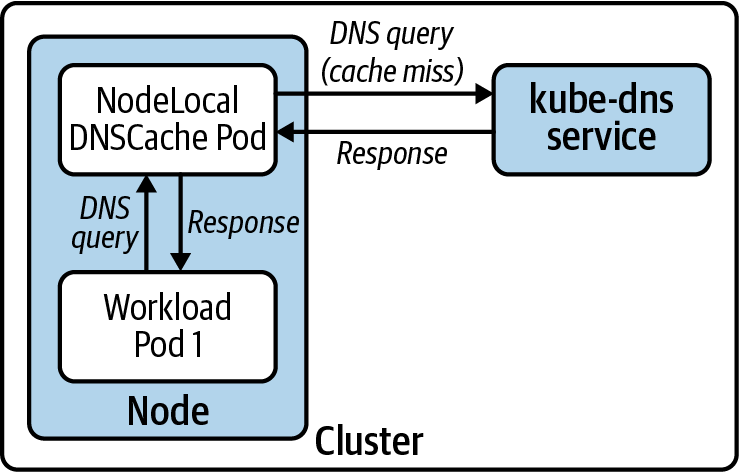 DNS query
(cache miss)
NodeLocal
DNSCache Pod
kube-dns
service
Response
DNS
query
Response
Workload
Pod 1
Node
Cluster